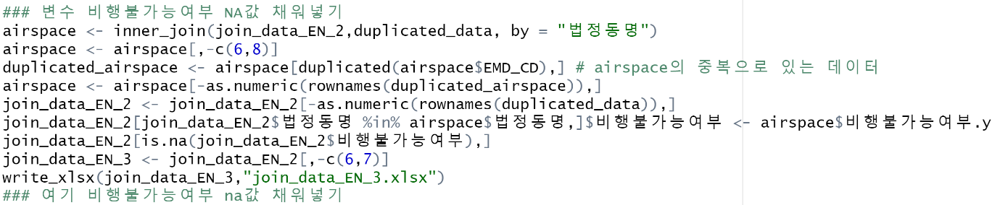 ### 변수 비행불가능여부 NA값 채워넣기
airspace <- inner_join(join_data_EN_2,duplicated_data, by = "법정동명")
airspace <- airspace[,-c(6,8)]
duplicated_airspace <- airspace[duplicated(airspace$EMD_CD),] # airspace의 중복으로 있는 데이터
airspace <- airspace[-as.numeric(rownames(duplicated_airspace)),]
join_data_EN_2 <- join_data_EN_2[-as.numeric(rownames(duplicated_data)),]
join_data_EN_2[join_data_EN_2$법정동명 %in% airspace$법정동명,]$비행불가능여부 <- airspace$비행불가능여부.y
join_data_EN_2[is.na(join_data_EN_2$비행불가능여부),]
join_data_EN_3 <- join_data_EN_2[,-c(6,7)]
write_xlsx(join_data_EN_3,"join_data_EN_3.xlsx")
### 여기 비행불가능여부 na값 채워넣기